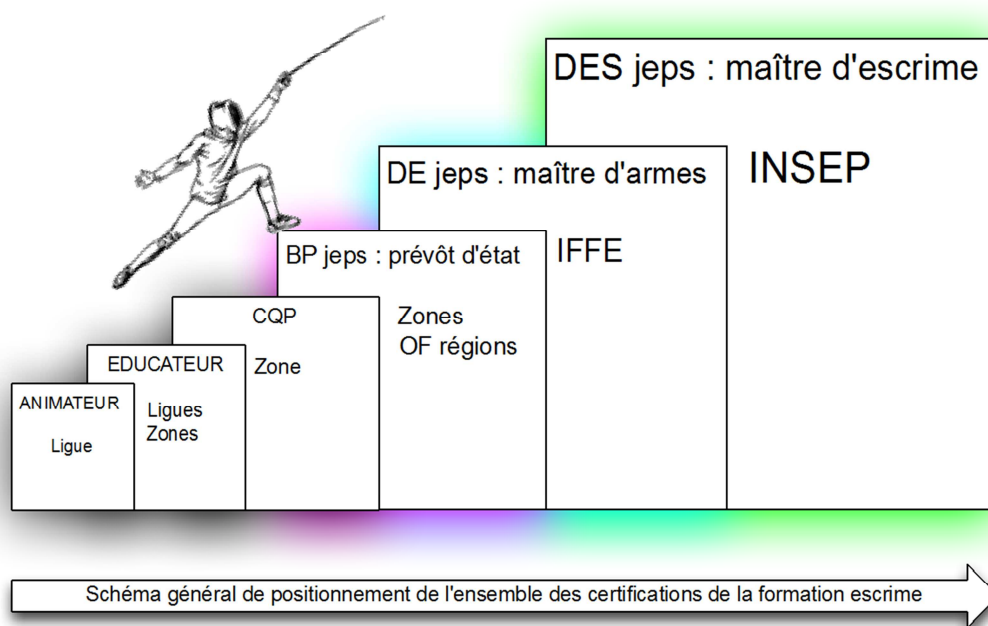 DES jeps : maître d'escrime
INSEP
DE jeps : maître d'armes
IFFE
BP jeps : prévôt d'état
Zones
OF régions
CQP
Zone
EDUCATEUR
Ligues
Zones
ANIMATEUR
Ligue
Schéma général de positionnement de l'ensemble des certifications de la formation escrime